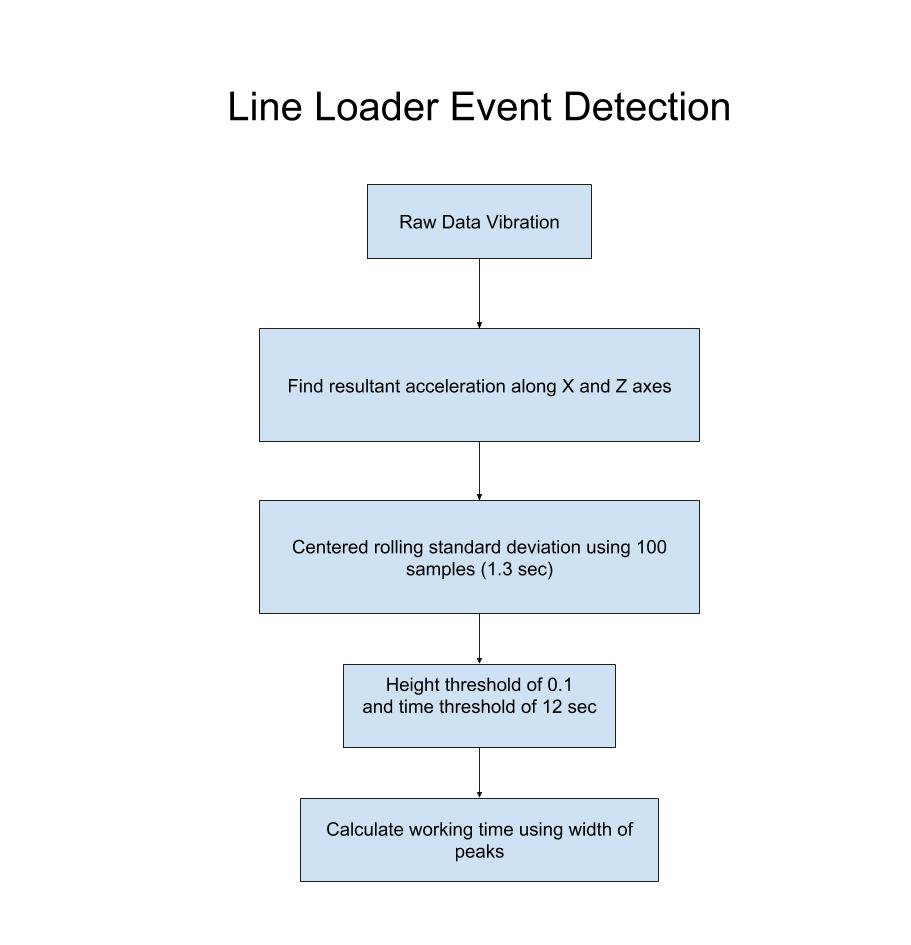 Line Loader Event Detection
Raw Data Vibration
Find resultant acceleration along X and Z axes
Centered rolling standard deviation using 100
samples (1.3 sec)
Height threshold of 0.1
and time threshold of 12 sec
Calculate working time using width of
peaks